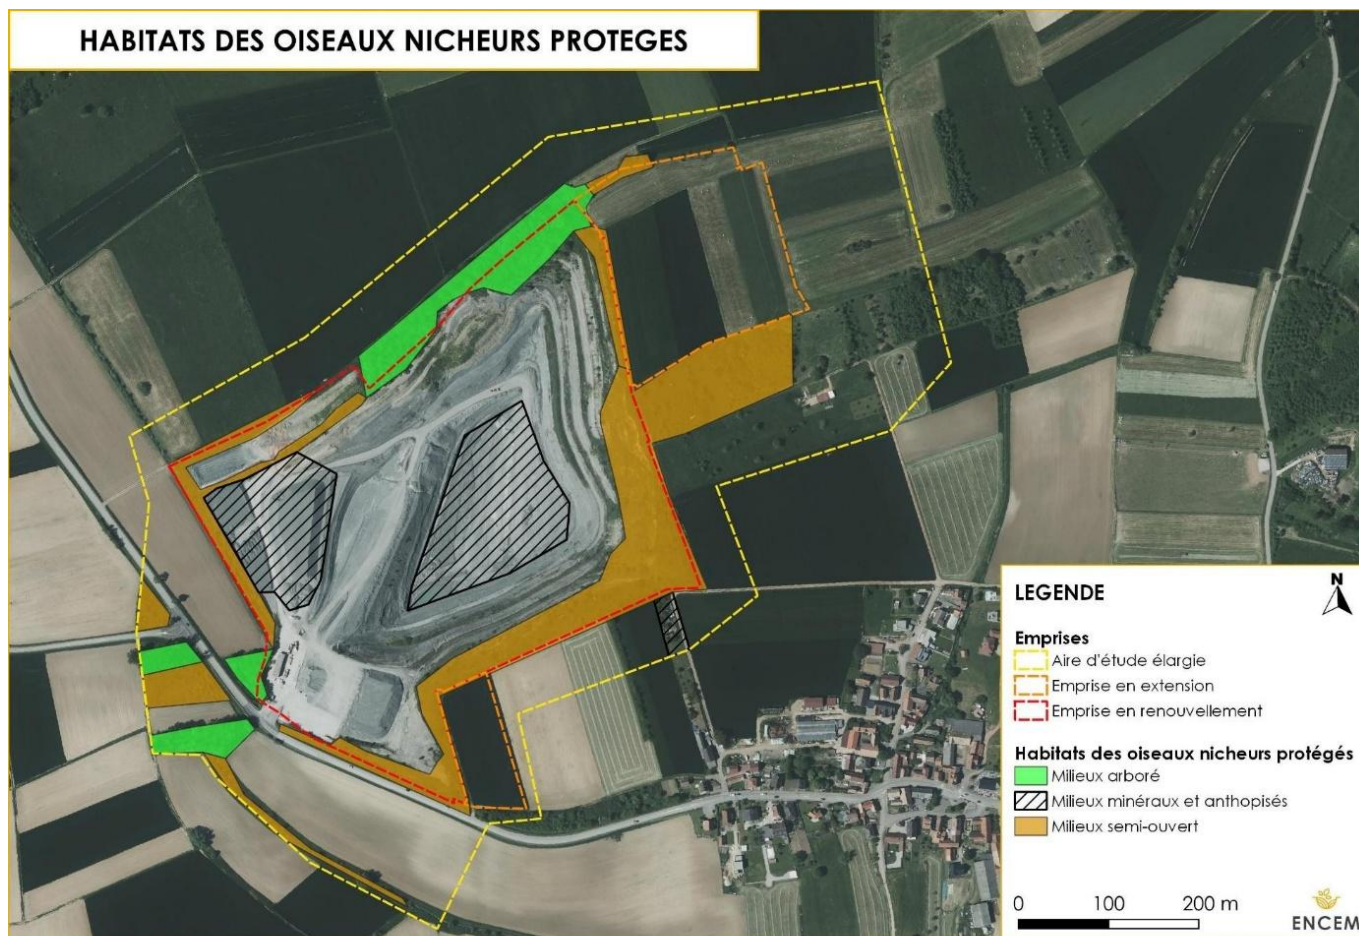 HABITATS DES OISEAUX NICHEURS PROTEGES
LEGENDE
N
Emprises
Aire d'étude élargie
Emprise en extension
Emprise en renouvellement
Habitats des oiseaux nicheurs protégés
Milieux arboré
Milieux minéraux et anthopisés
Milieux semi-ouvert
0 100 200 m
ENCEM